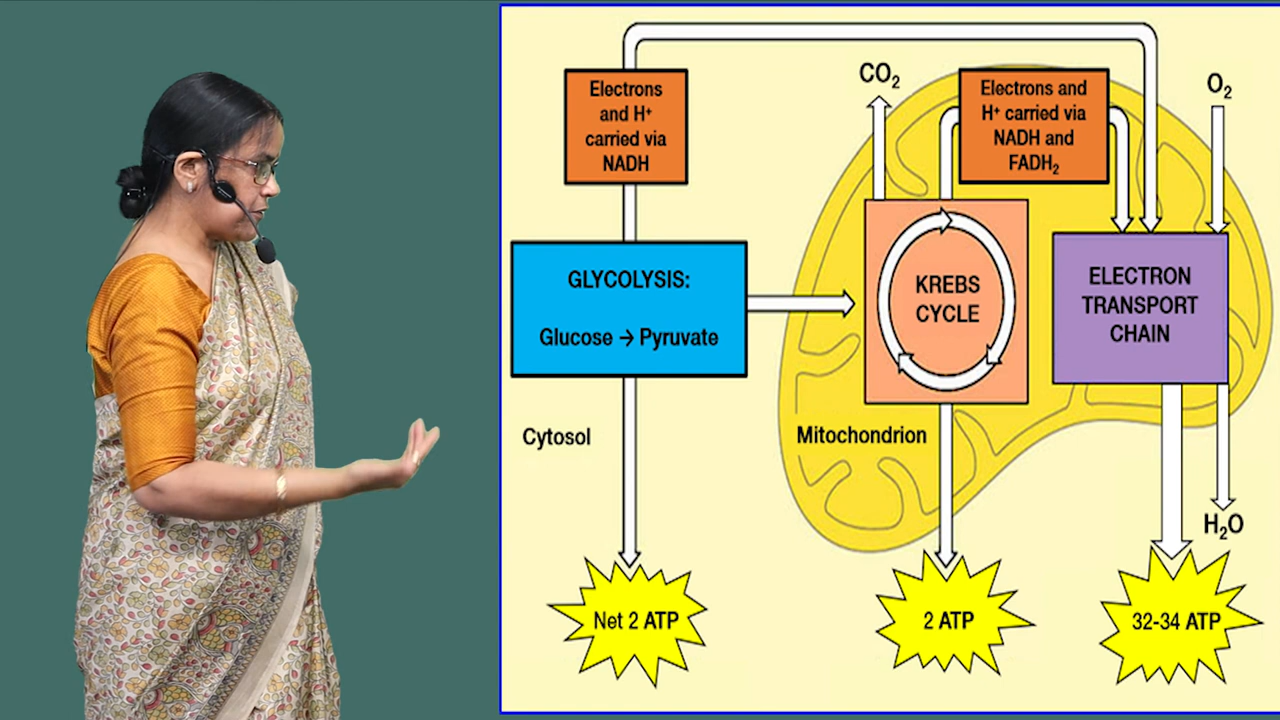 Electrons
and H⁺
carried via
NADH
CO₂
Electrons and
H⁺ carried via
NADH and
FADH₂
O₂
GLYCOLYSIS:
Glucose → Pyruvate
KREBS
CYCLE
ELECTRON
TRANSPORT
CHAIN
Cytosol
Mitochondrion
H₂O
Net 2 ATP
2 ATP
32-34 ATP